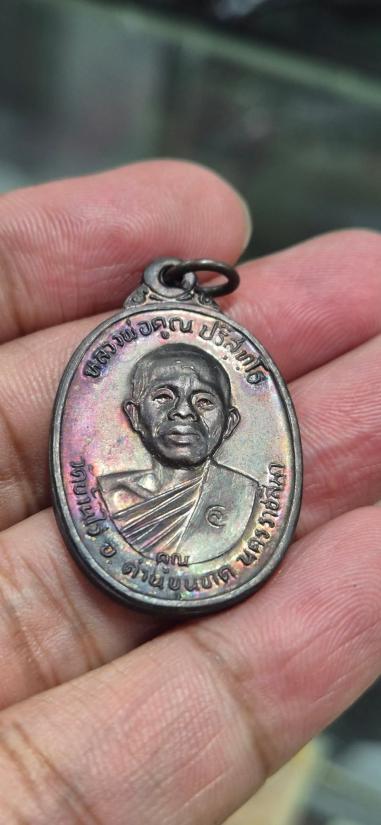 หลวงพ่อคูณ ปริสุทโธ
คูณ
วัดบ้านไร่ อ. ด่านขุนทด นครราชสีมา